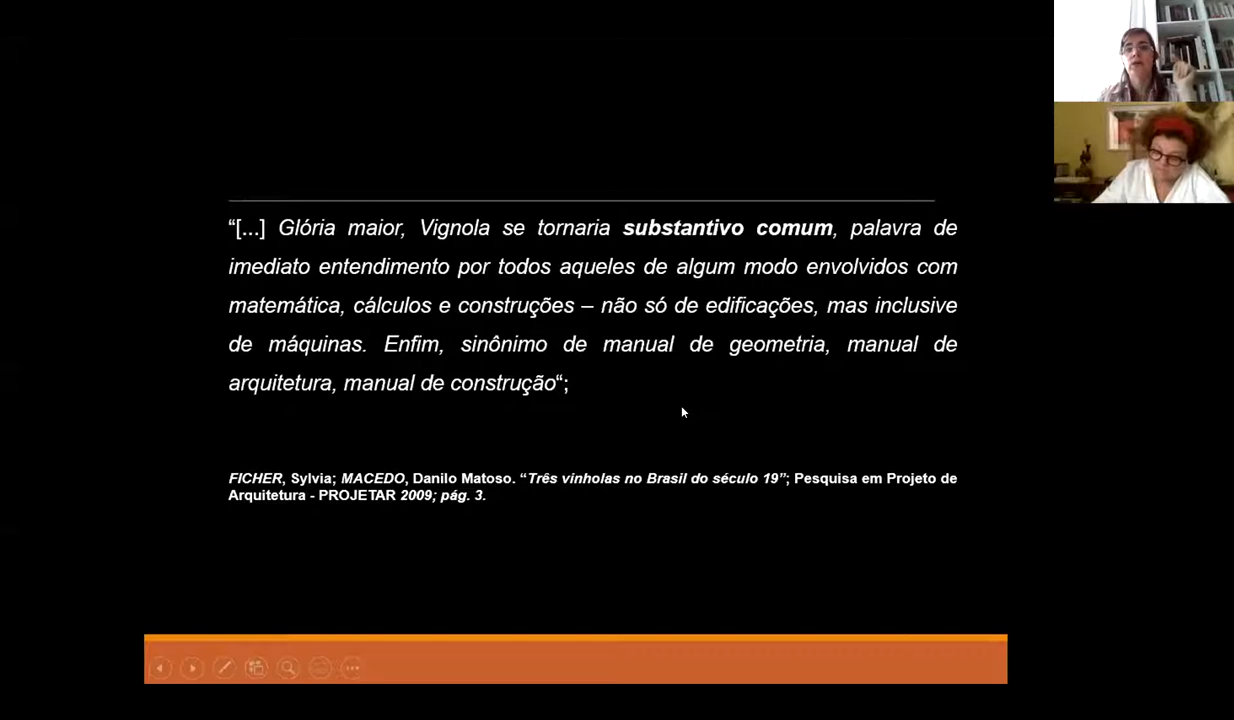 “[...] Glória maior, Vignola se tornaria substantivo comum, palavra de
imediato entendimento por todos aqueles de algum modo envolvidos com
matemática, cálculos e construções – não só de edificações, mas inclusive
de máquinas. Enfim, sinônimo de manual de geometria, manual de
arquitetura, manual de construção“;
FICHER, Sylvia; MACEDO, Danilo Matoso. “Três vinholas no Brasil do século 19”; Pesquisa em Projeto de
Arquitetura - PROJETAR 2009; pág. 3.